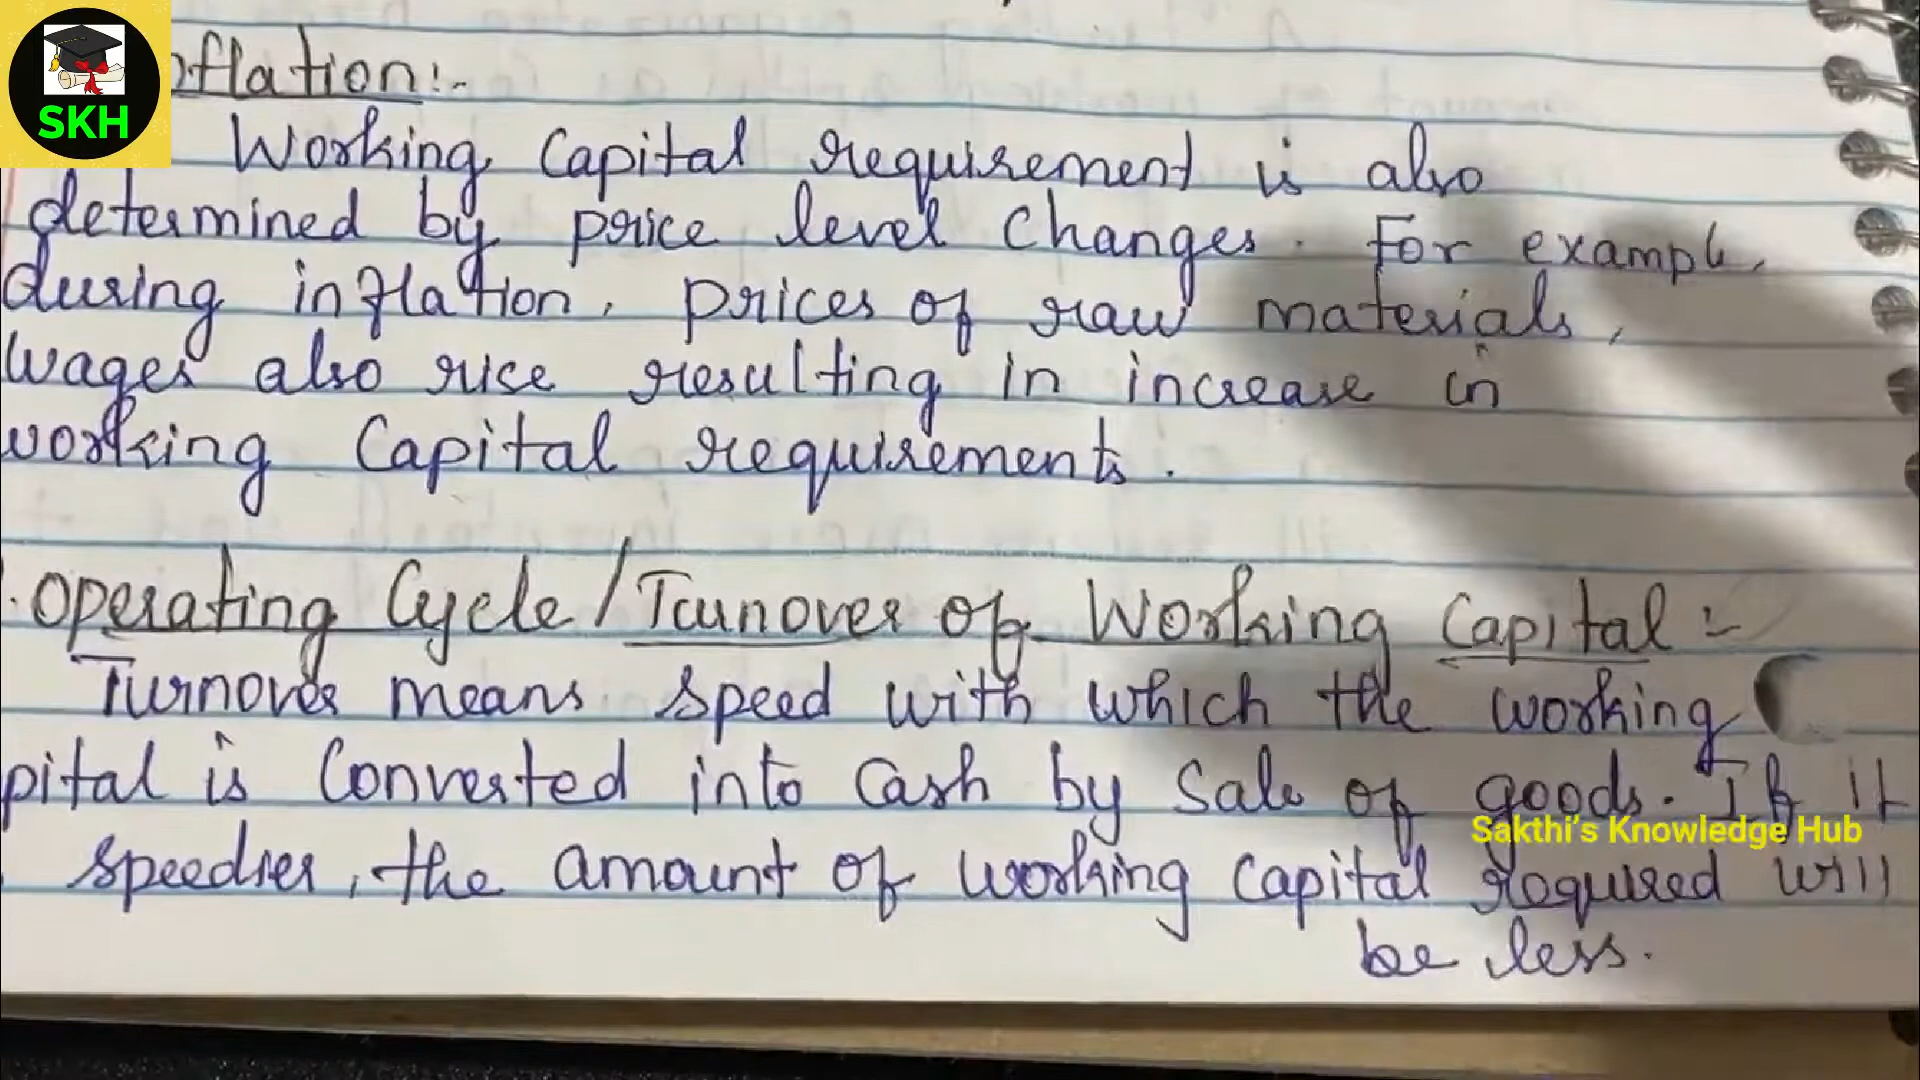 SKH
nflation:-
Working Capital requirement is also
determined by price level changes. For example,
during inflation, prices of raw materials,
wages also rise resulting in increase in
working Capital requirements.
Operating Cycle/Turnover of Working Capital :-
Turnover means speed with which the working
pital is Converted into cash by sale of goods. If it
Sakthi's Knowledge Hub
speedier, the amount of working capital required will
be less.